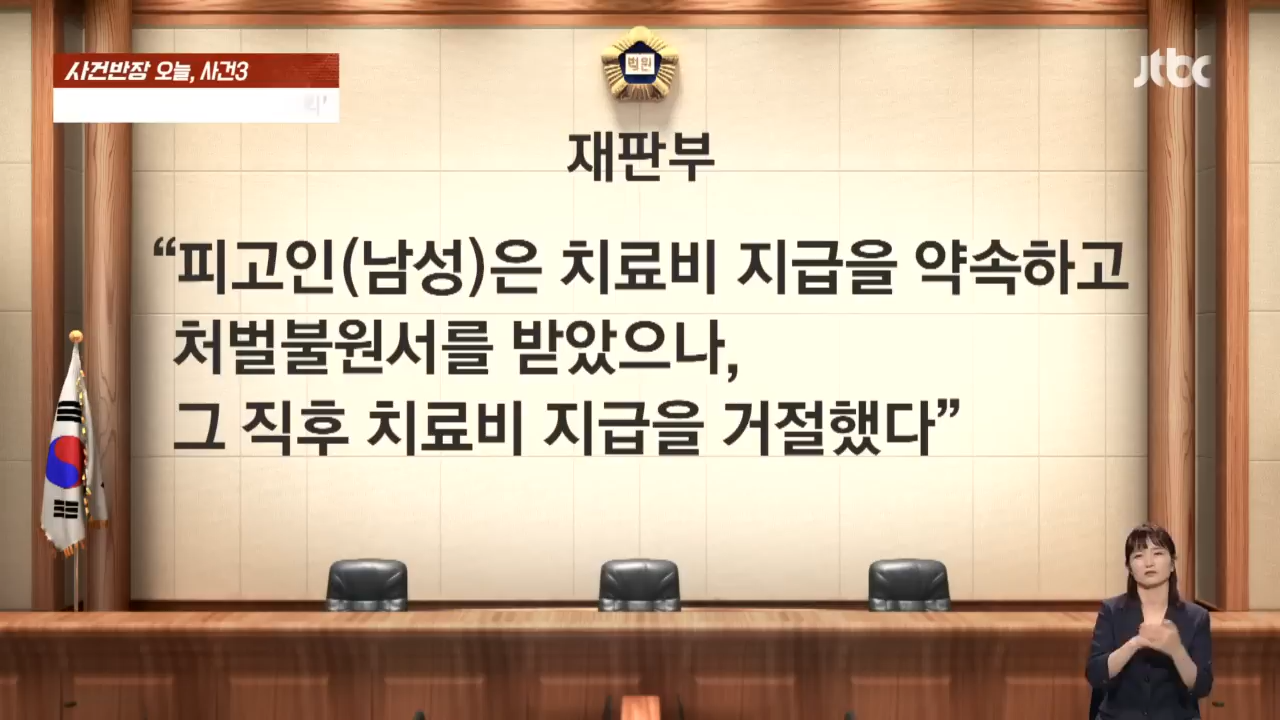 사건반장 오늘, 사건3
jtbc
법원
재판부
“피고인(남성)은 치료비 지급을 약속하고
처벌불원서를 받았으나,
그 직후 치료비 지급을 거절했다”